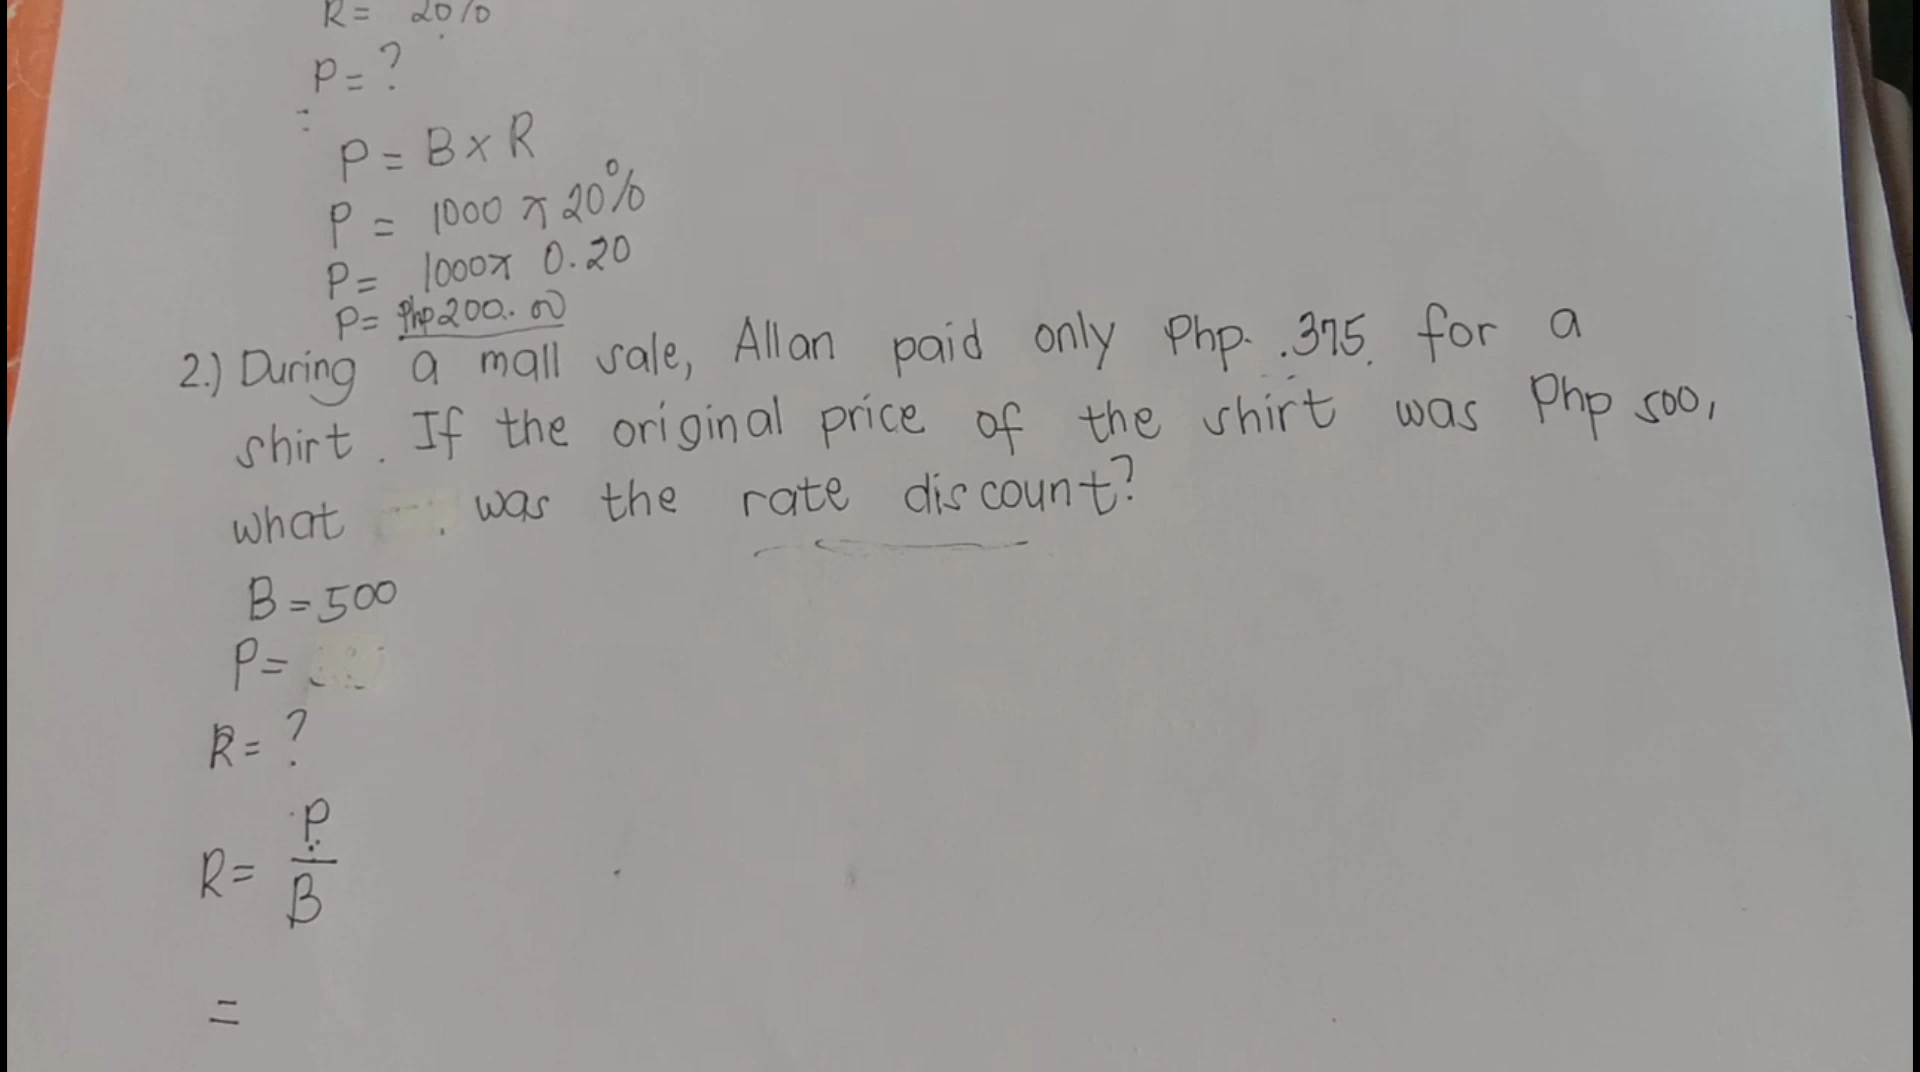 R= 20%
P=?
P= B x R
P= 1000 x 20%
P= 1000x 0.20
P= Php200.00
2.) During a mall sale, Allan paid only Php. 375. for a
shirt. If the original price of the shirt was Php 500,
what was the rate discount?
B=500
P=
R=?
R= P/B
=